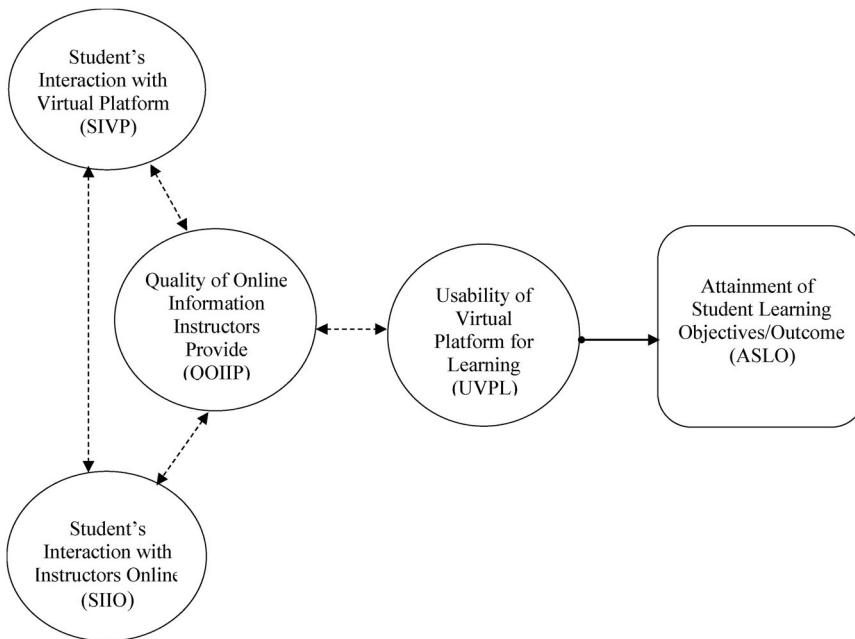 Student's
Interaction with
Virtual Platform
(SIVP)
Quality of Online
Information
Instructors
Provide
(OOIIP)
Usability of
Virtual
Platform for
Learning
(UVPL)
Attainment of
Student Learning
Objectives/Outcome
(ASLO)
Student's
Interaction with
Instructors Online
(SIIO)